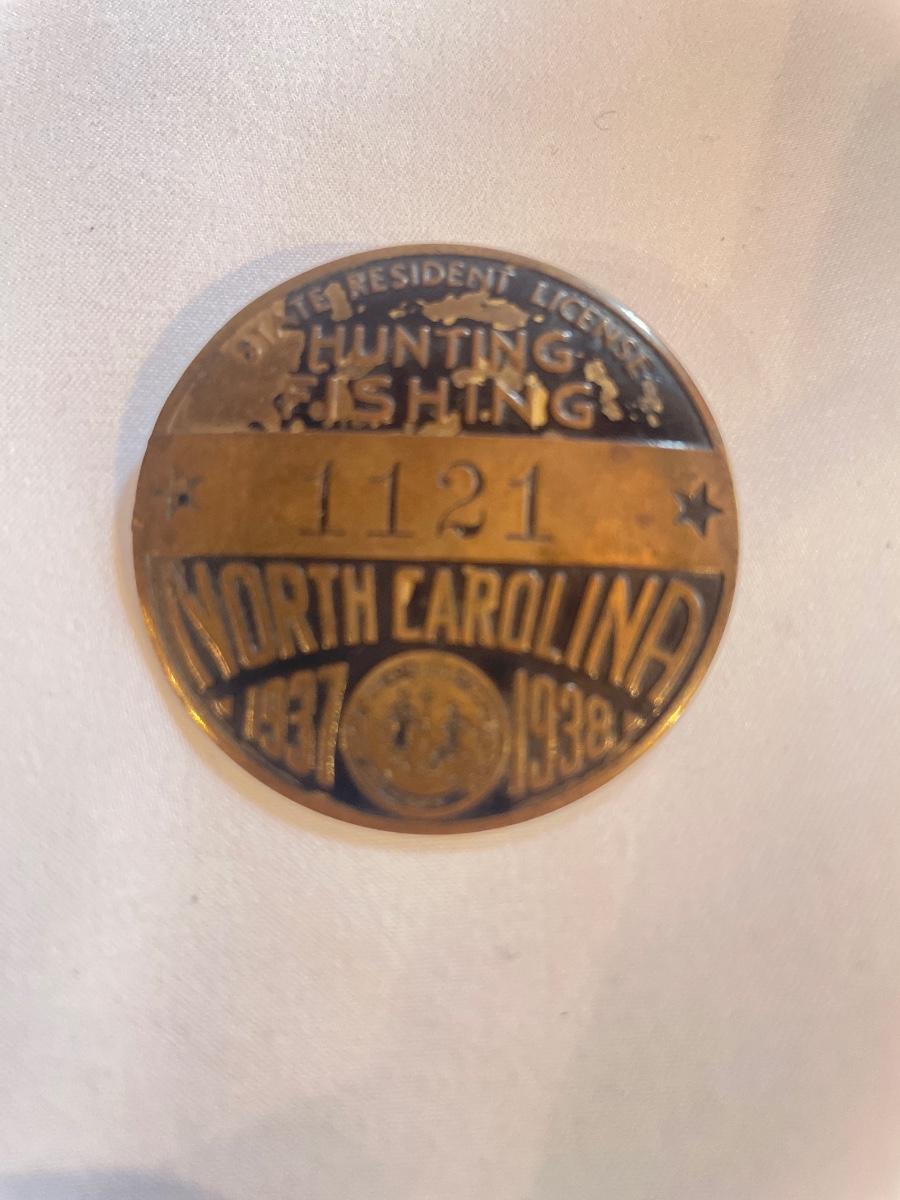 STATE RESIDENT LICENSE
HUNTING
FISHING
1121
NORTH CAROLINA
1937 1938